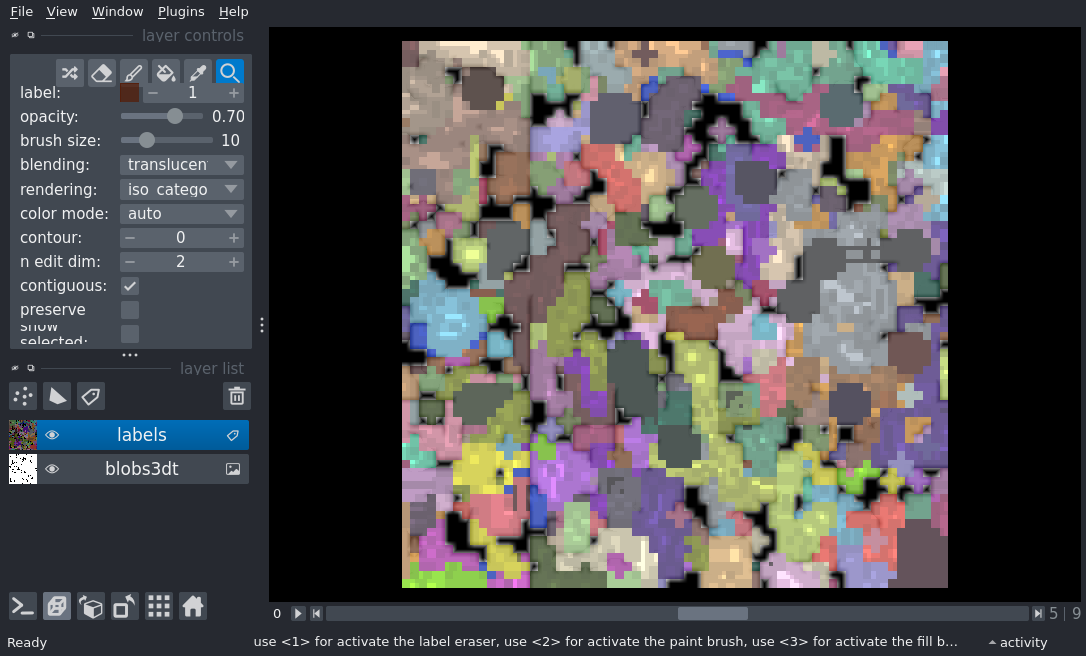 File View Window Plugins Help
layer controls
label: 1
opacity: 0.70
brush size: 10
blending: translucen
rendering: iso_catego
color mode: auto
contour: 0
n edit dim: 2
contiguous:
preserve
show
selected:
layer list
labels
blobs3dt
0 5 | 9
Ready use <1> for activate the label eraser, use <2> for activate the paint brush, use <3> for activate the fill b... activity